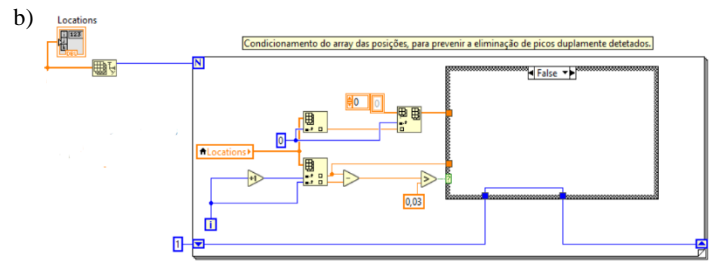 b)
Locations
Condicionamento do array das posições, para prevenir a eliminação de picos duplamente detetados.
N
False
0
0
0
Locations
+1
-
>
?
0,03
i
1